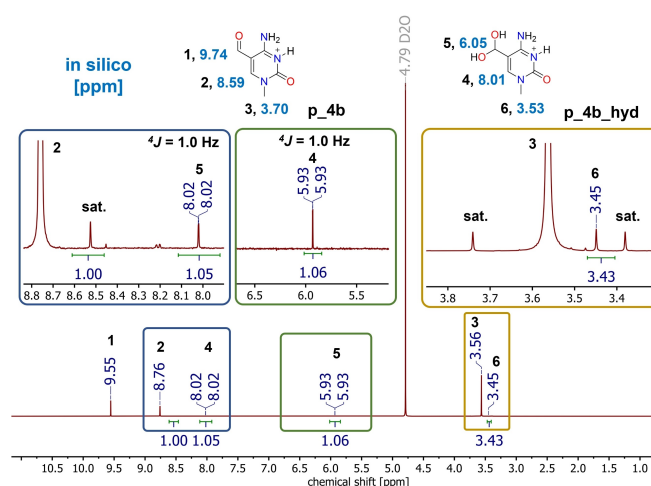 in silico
[ppm]
1, 9.74
2, 8.59
3, 3.70
O
NH₂
N
+
H
N
O
p_4b
4.79 D2O
OH
HO
NH₂
N
+
H
N
O
5, 6.05
4, 8.01
6, 3.53
p_4b_hyd
2
⁴J = 1.0 Hz
5
8.02
8.02
sat.
1.00
1.05
8.8 8.7 8.6 8.5 8.4 8.3 8.2 8.1 8.0
⁴J = 1.0 Hz
4
5.93
5.93
1.06
6.5 6.0 5.5
3
6
3.45
sat.
sat.
3.43
3.8 3.7 3.6 3.5 3.4
1
9.55
2
8.76
4
8.02
8.02
1.00 1.05
5
5.93
5.93
1.06
3
3.56
6
3.45
3.43
10.5 10.0 9.5 9.0 8.5 8.0 7.5 7.0 6.5 6.0 5.5 5.0 4.5 4.0 3.5 3.0 2.5 2.0 1.5 1.0
chemical shift [ppm]